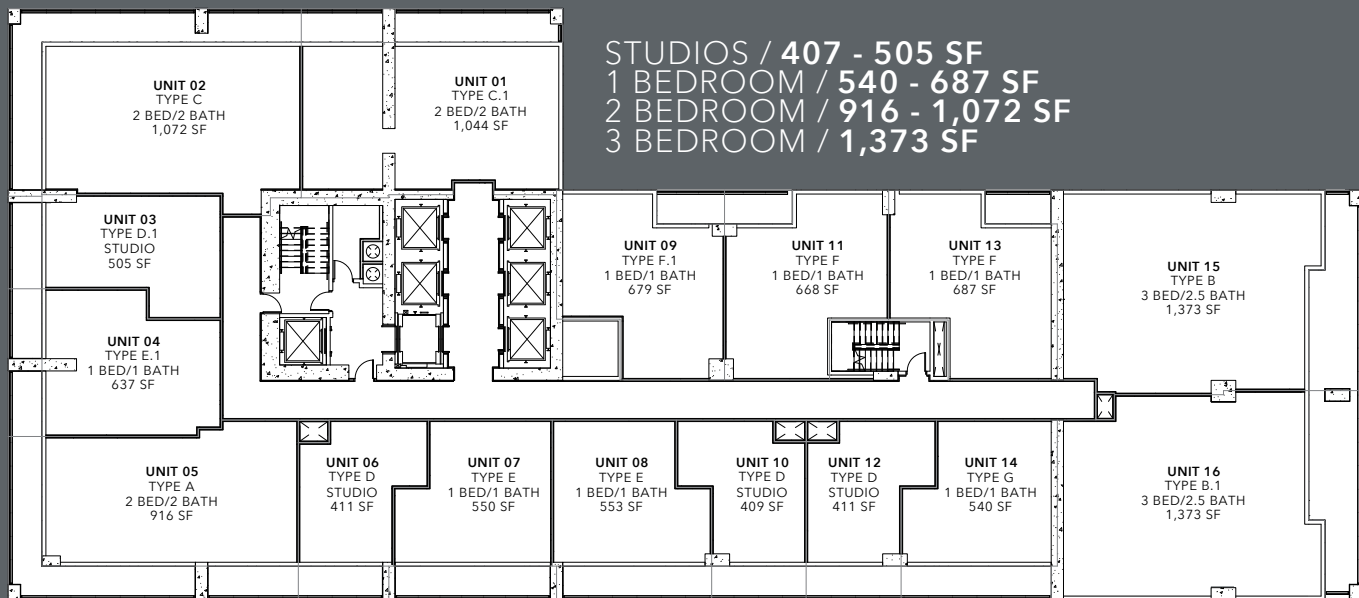 STUDIOS / 407 - 505 SF
1 BEDROOM / 540 - 687 SF
2 BEDROOM / 916 - 1,072 SF
3 BEDROOM / 1,373 SF
UNIT 02
TYPE C
2 BED/2 BATH
1,072 SF
UNIT 01
TYPE C.1
2 BED/2 BATH
1,044 SF
UNIT 03
TYPE D.1
STUDIO
505 SF
UNIT 04
TYPE E.1
1 BED/1 BATH
637 SF
UNIT 09
TYPE F.1
1 BED/1 BATH
679 SF
UNIT 11
TYPE F
1 BED/1 BATH
668 SF
UNIT 13
TYPE F
1 BED/1 BATH
687 SF
UNIT 15
TYPE B
3 BED/2.5 BATH
1,373 SF
UNIT 05
TYPE A
2 BED/2 BATH
916 SF
UNIT 06
TYPE D
STUDIO
411 SF
UNIT 07
TYPE E
1 BED/1 BATH
550 SF
UNIT 08
TYPE E
1 BED/1 BATH
553 SF
UNIT 10
TYPE D
STUDIO
409 SF
UNIT 12
TYPE D
STUDIO
411 SF
UNIT 14
TYPE G
1 BED/1 BATH
540 SF
UNIT 16
TYPE B.1
3 BED/2.5 BATH
1,373 SF